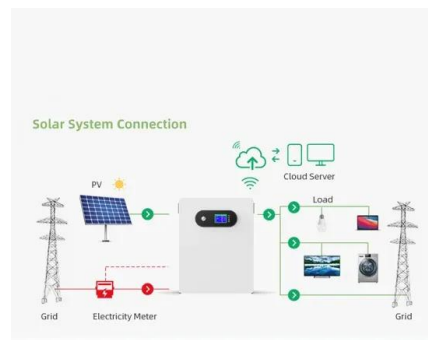 Solar System Connection
PV
Cloud Server
Load
Grid
Electricity Meter
Grid